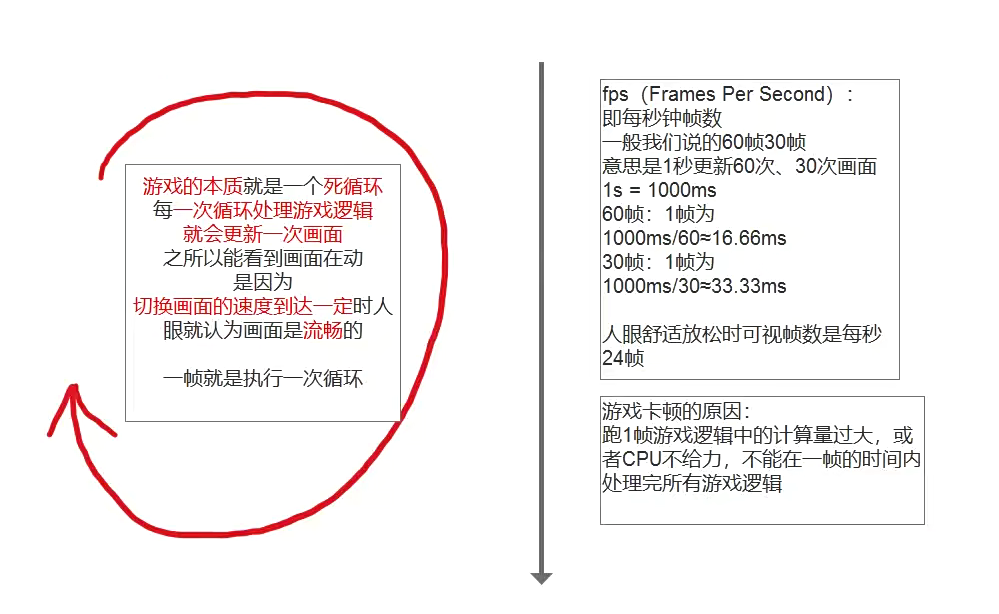 游戏的本质就是一个死循环
每一次循环处理游戏逻辑
就会更新一次画面
之所以能看到画面在动
是因为
切换画面的速度到达一定时人
眼就认为画面是流畅的
一帧就是执行一次循环
fps（Frames Per Second）：
即每秒钟帧数
一般我们说的60帧30帧
意思是1秒更新60次、30次画面
1s = 1000ms
60帧：1帧为
1000ms/60≈16.66ms
30帧：1帧为
1000ms/30≈33.33ms
人眼舒适放松时可视帧数是每秒
24帧
游戏卡顿的原因：
跑1帧游戏逻辑中的计算量过大，或
者CPU不给力，不能在一帧的时间内
处理完所有游戏逻辑